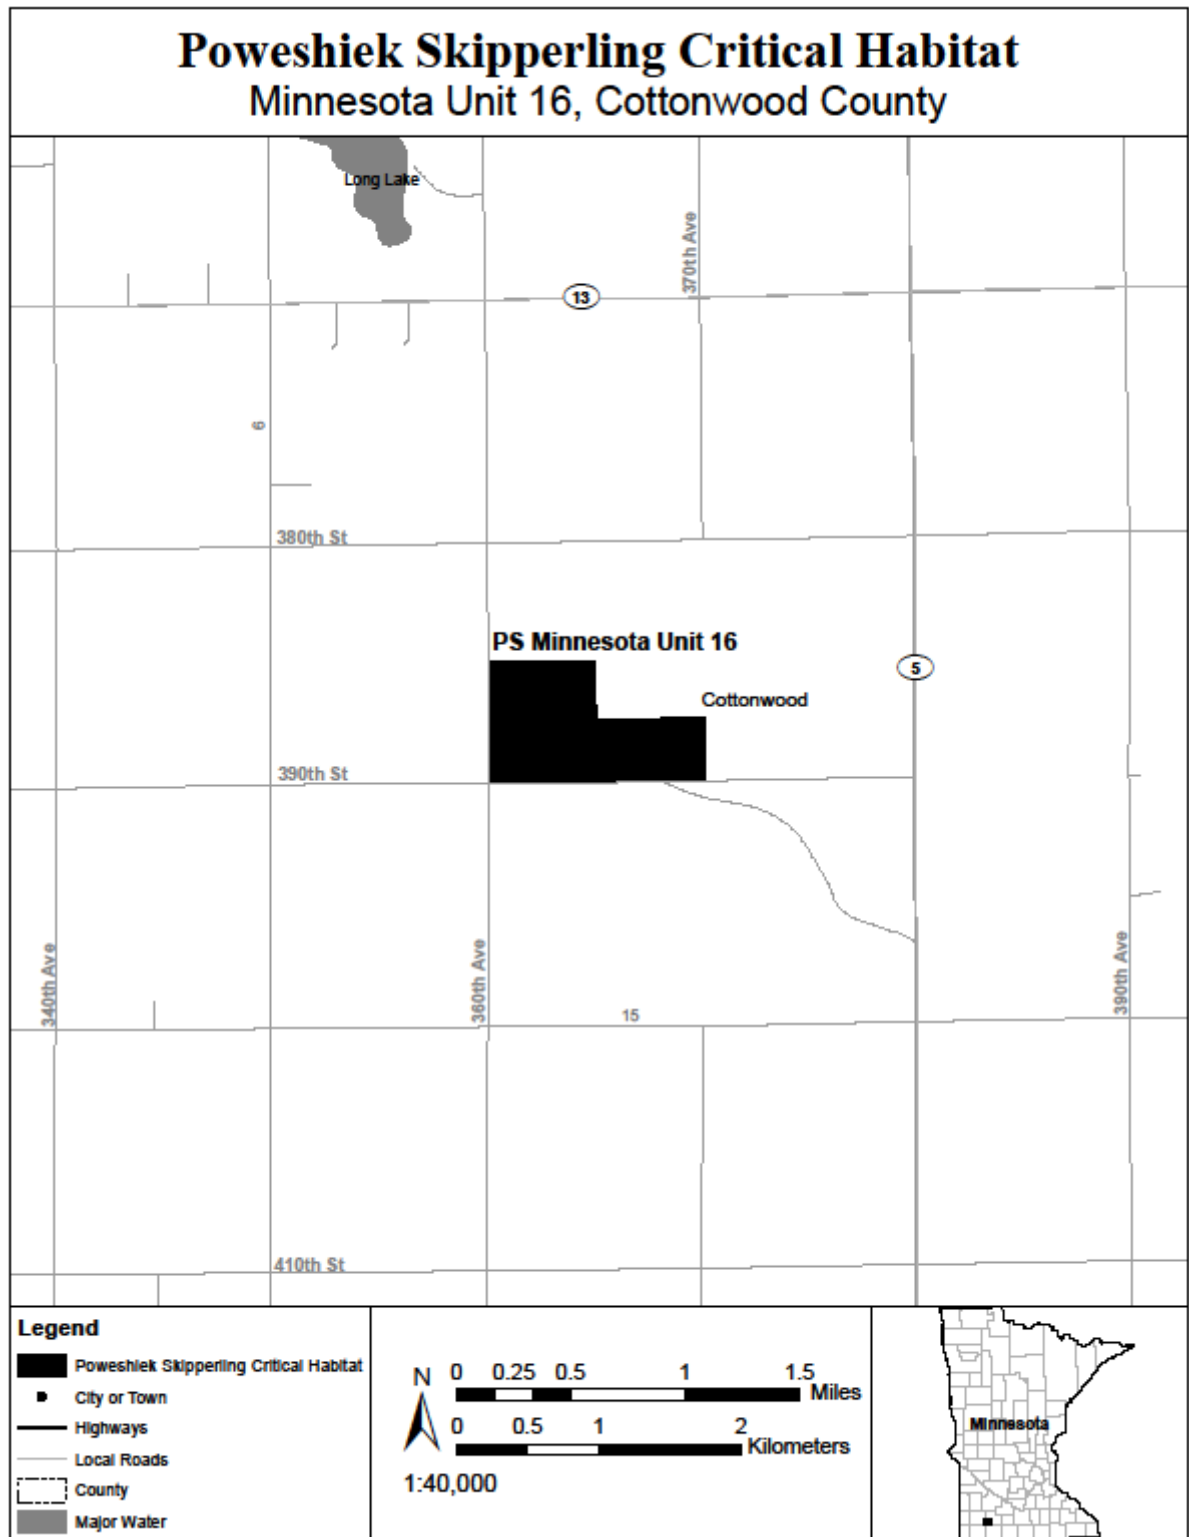 Poweshiek Skipperling Critical Habitat
Minnesota Unit 16, Cottonwood County
Long Lake
370th Ave
13
6
380th St
PS Minnesota Unit 16
5
Cottonwood
390th St
340th Ave
360th Ave
390th Ave
15
410th St
Legend
Poweshiek Skipperling Critical Habitat
City or Town
Highways
Local Roads
County
Major Water
N
0 0.25 0.5 1 1.5
Miles
0 0.5 1 2
Kilometers
1:40,000
Minnesota